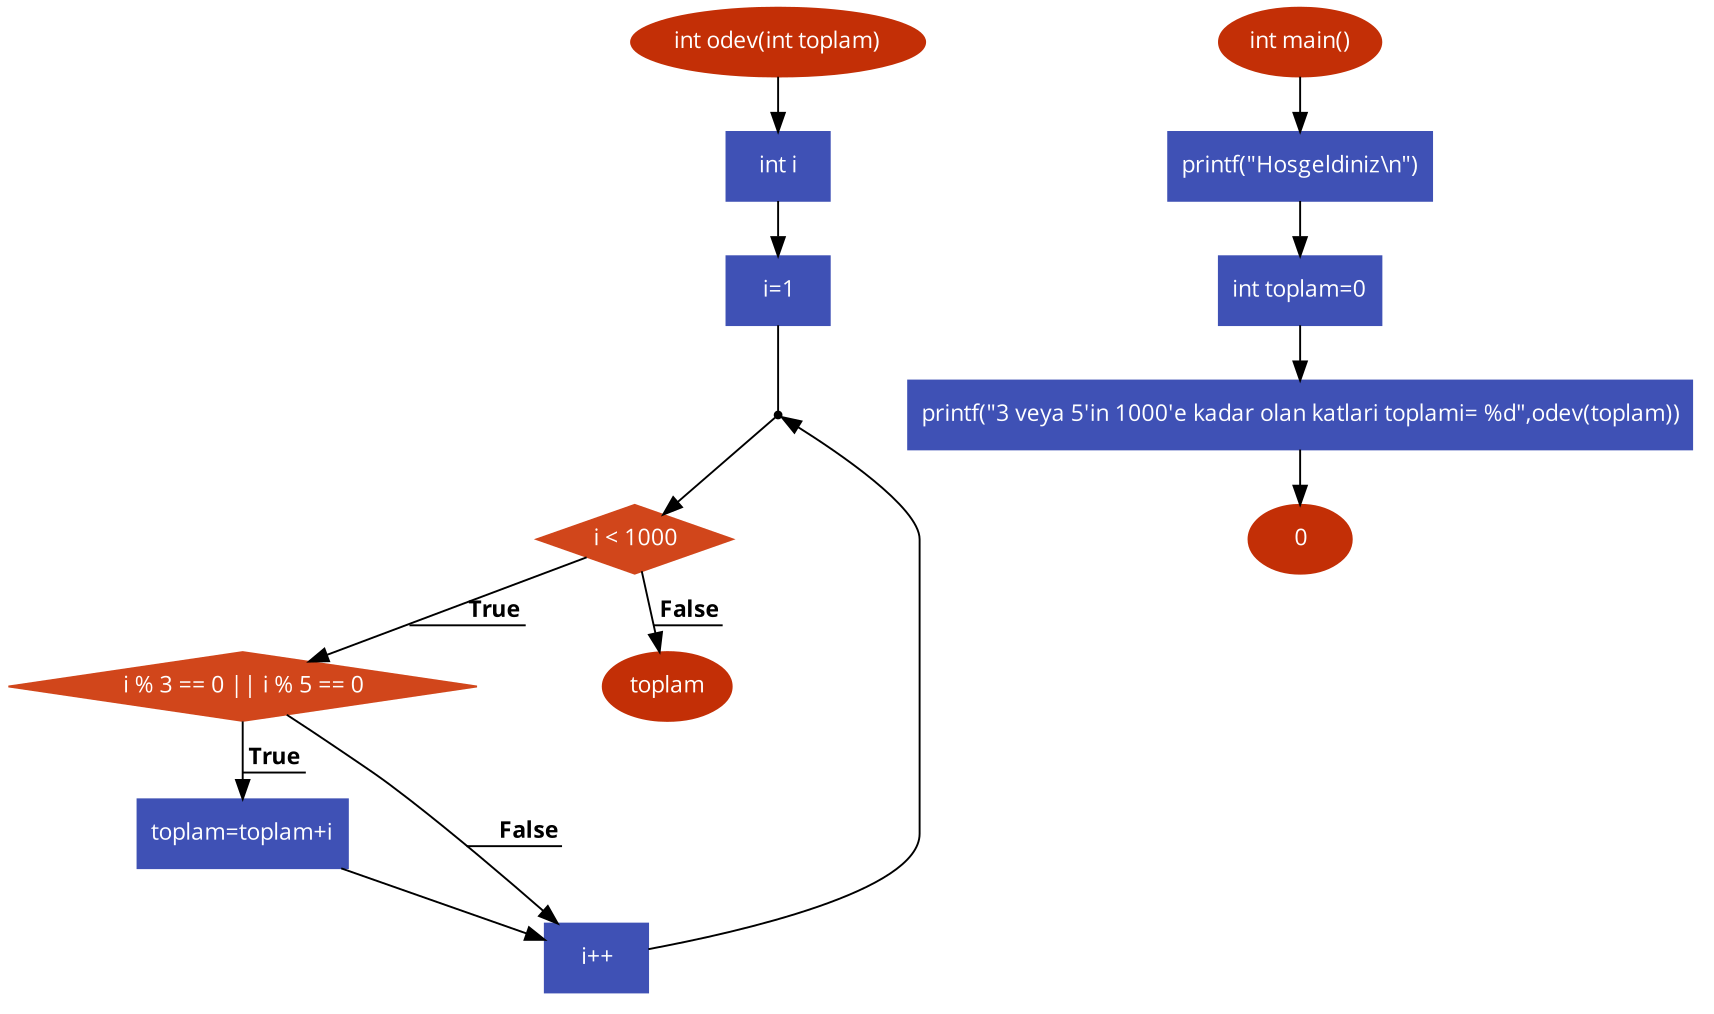 int odev(int toplam)
int i
i=1
i < 1000
True
False
i % 3 == 0 || i % 5 == 0
toplam
True
toplam=toplam+i
False
i++
int main()
printf("Hosgeldiniz\n")
int toplam=0
printf("3 veya 5'in 1000'e kadar olan katlari toplami= %d",odev(toplam))
0